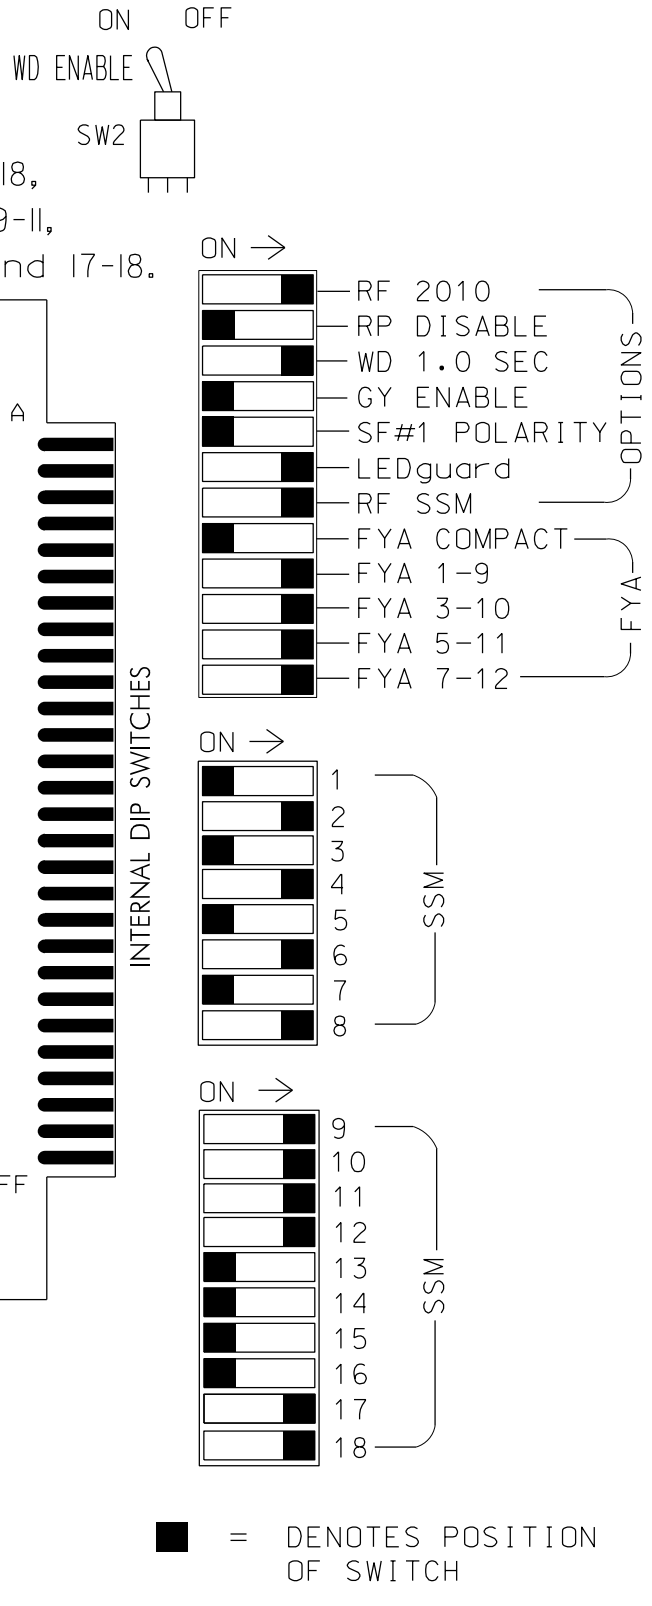 ON OFF
WD ENABLE
SW2
18,
9-11,
nd 17-18.
ON →
RF 2010
RP DISABLE
WD 1.0 SEC
GY ENABLE
SF#1 POLARITY
LEDguard
RF SSM
OPTIONS
FYA COMPACT
FYA 1-9
FYA 3-10
FYA 5-11
FYA 7-12
FYA
A
FF
INTERNAL DIP SWITCHES
ON →
1
2
3
4
5
6
7
8
SSM
ON →
9
10
11
12
13
14
15
16
17
18
SSM
= DENOTES POSITION
OF SWITCH